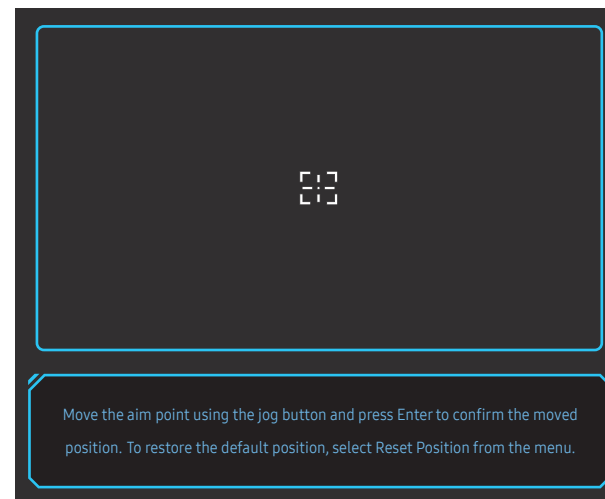 Move the aim point using the jog button and press Enter to confirm the moved
position. To restore the default position, select Reset Position from the menu.